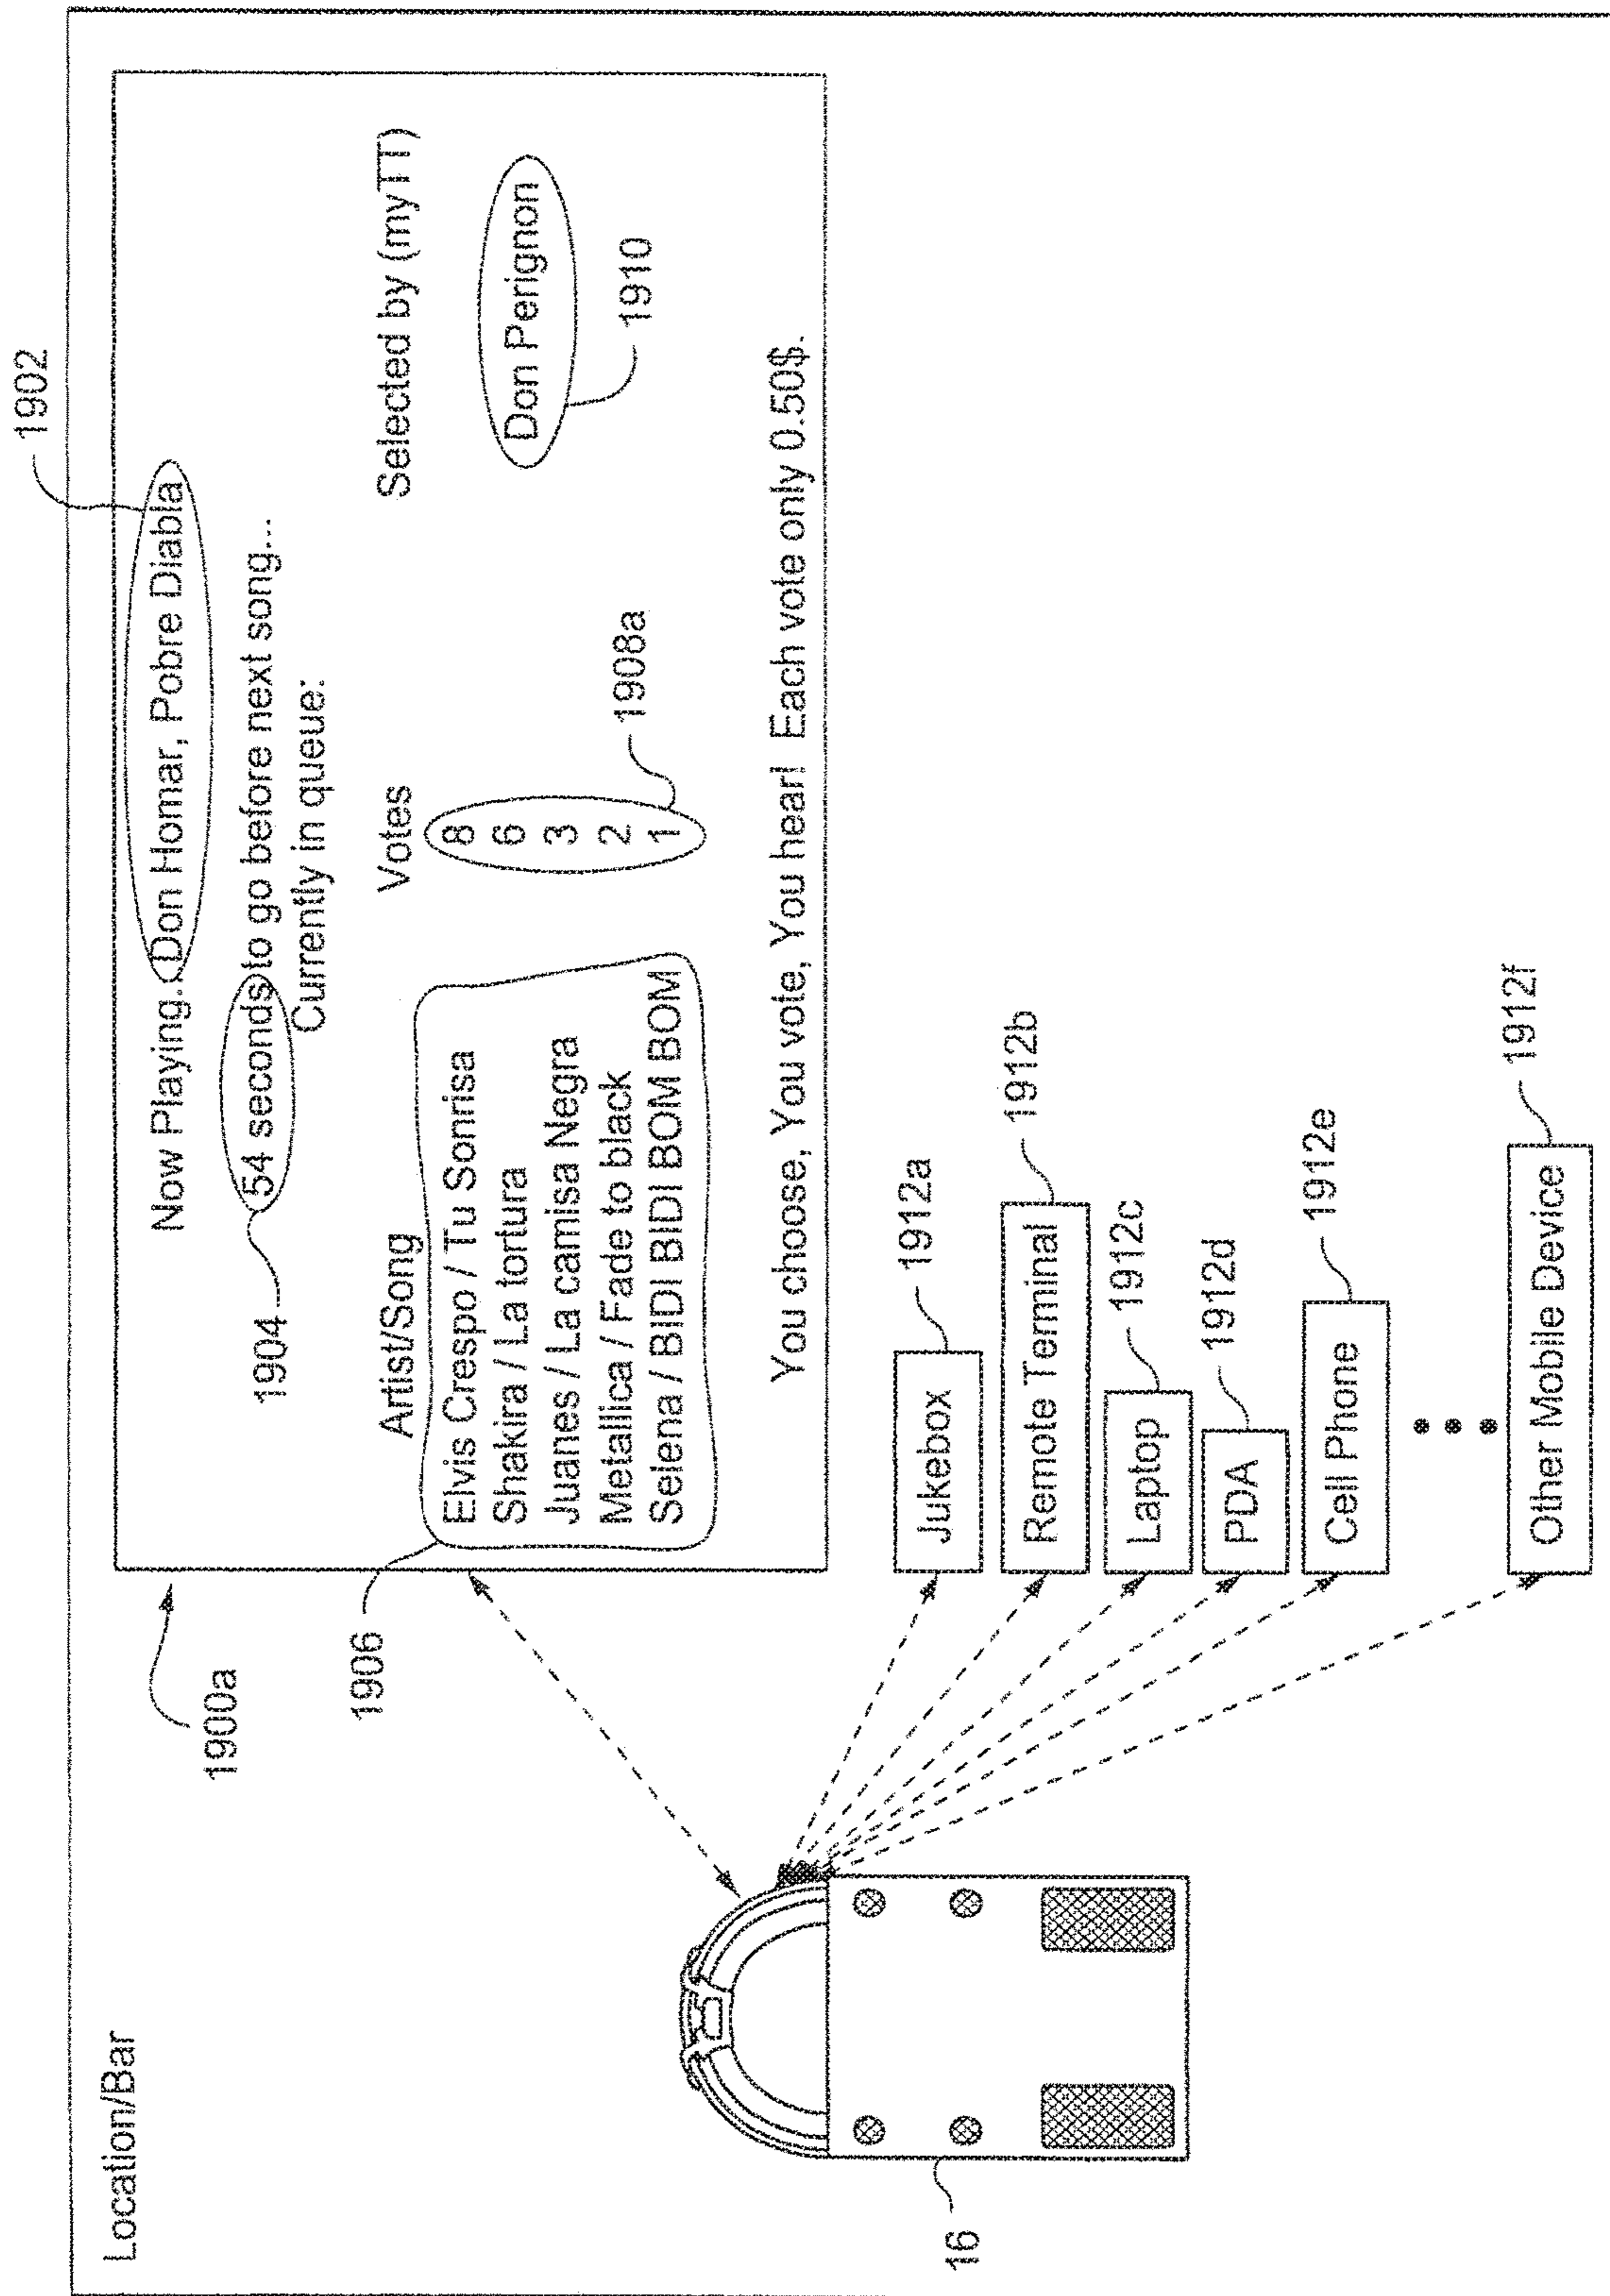 Location/Bar
1900a
1902
Now Playing...Don Homar, Pobre Diabla
1904
54 seconds to go before next song...
Currently in queue:
1906
Artist/Song Votes Selected by (myTT)
Elvis Crespo / Tu Sonrisa 8
Shakira / La tortura 6 Don Perignon
Juanes / La camisa Negra 3
Metallica / Fade to black 2
Selena / BIDI BIDI BOM BOM 1
1908a
1910
You choose, You vote, You hear! Each vote only 0.50$.
16
Jukebox 1912a
Remote Terminal 1912b
Laptop 1912c
PDA 1912d
Cell Phone 1912e
Other Mobile Device 1912f